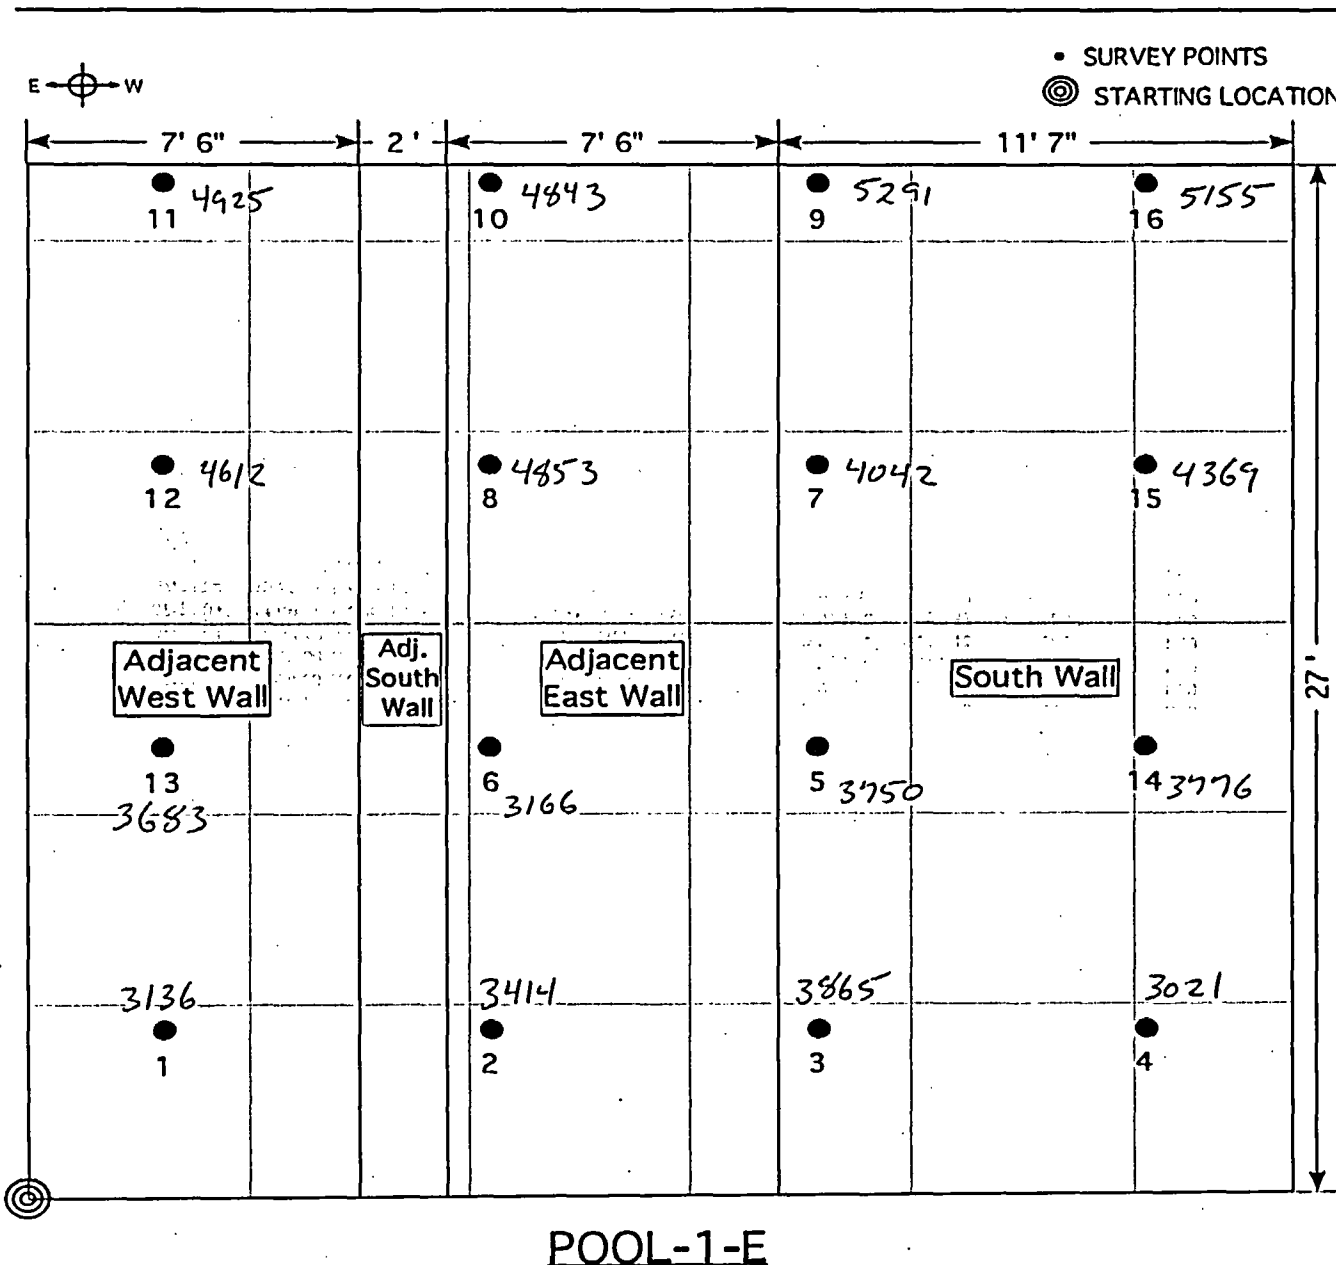 • SURVEY POINTS
E W
STARTING LOCATION
7' 6" 2' 7' 6" 11' 7"
4925 4843 5291 5155
11 10 9 16
4612 4853 4042 4369
12 8 7 15
Adjacent
West Wall
Adj.
South
Wall
Adjacent
East Wall
South Wall
27'
13 6 5 14
3683 3166 3750 3776
3136 3414 3865 3021
1 2 3 4
POOL-1-E